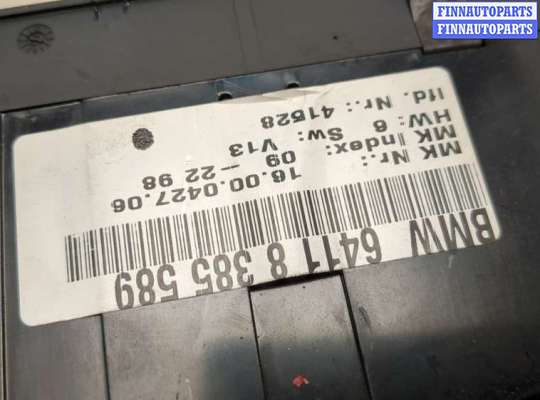 FINNAUTOPARTS
FINNAUTOPARTS
BMW 6411 8 385 589
MK Nr.: 16.00.0427.06
MK Index: 09 -- 22 98
HW: 6 Sw: V13
lfd. Nr.: 41528